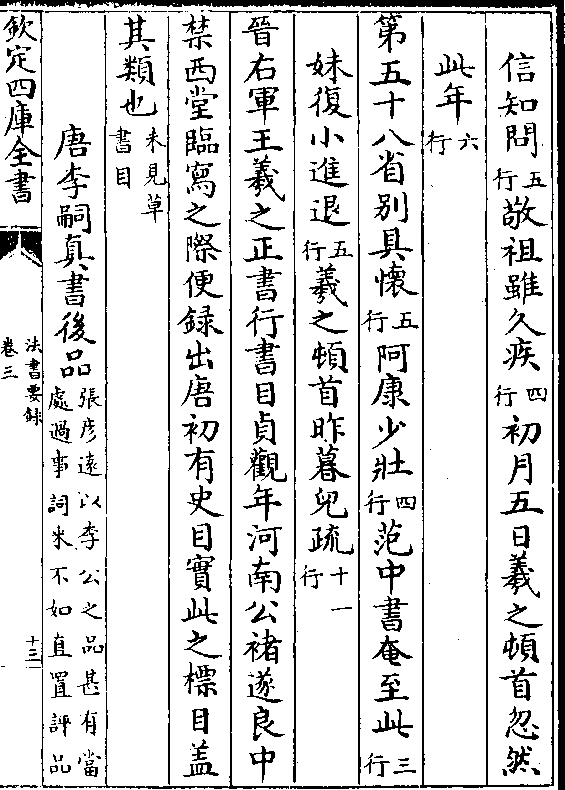 信知問五行敬祖雖久疾四行初月五日羲之頓首忽然
此年六行
第五十八省别具懷五行阿康少壯四行范中書奄至此三行
妹復小進退五行羲之頓首昨暮兒疏十一行
晉右軍王羲之正書行書目貞觀年河南公褚遂良中
禁西堂臨寫之際便録出唐初有史目實此之標目盖
其類也未見草書目
唐李嗣真書後品張彦遠以李公之品甚有當處過事詞米不如直置評品
欽定四庫全書
法書要録
卷三
十三